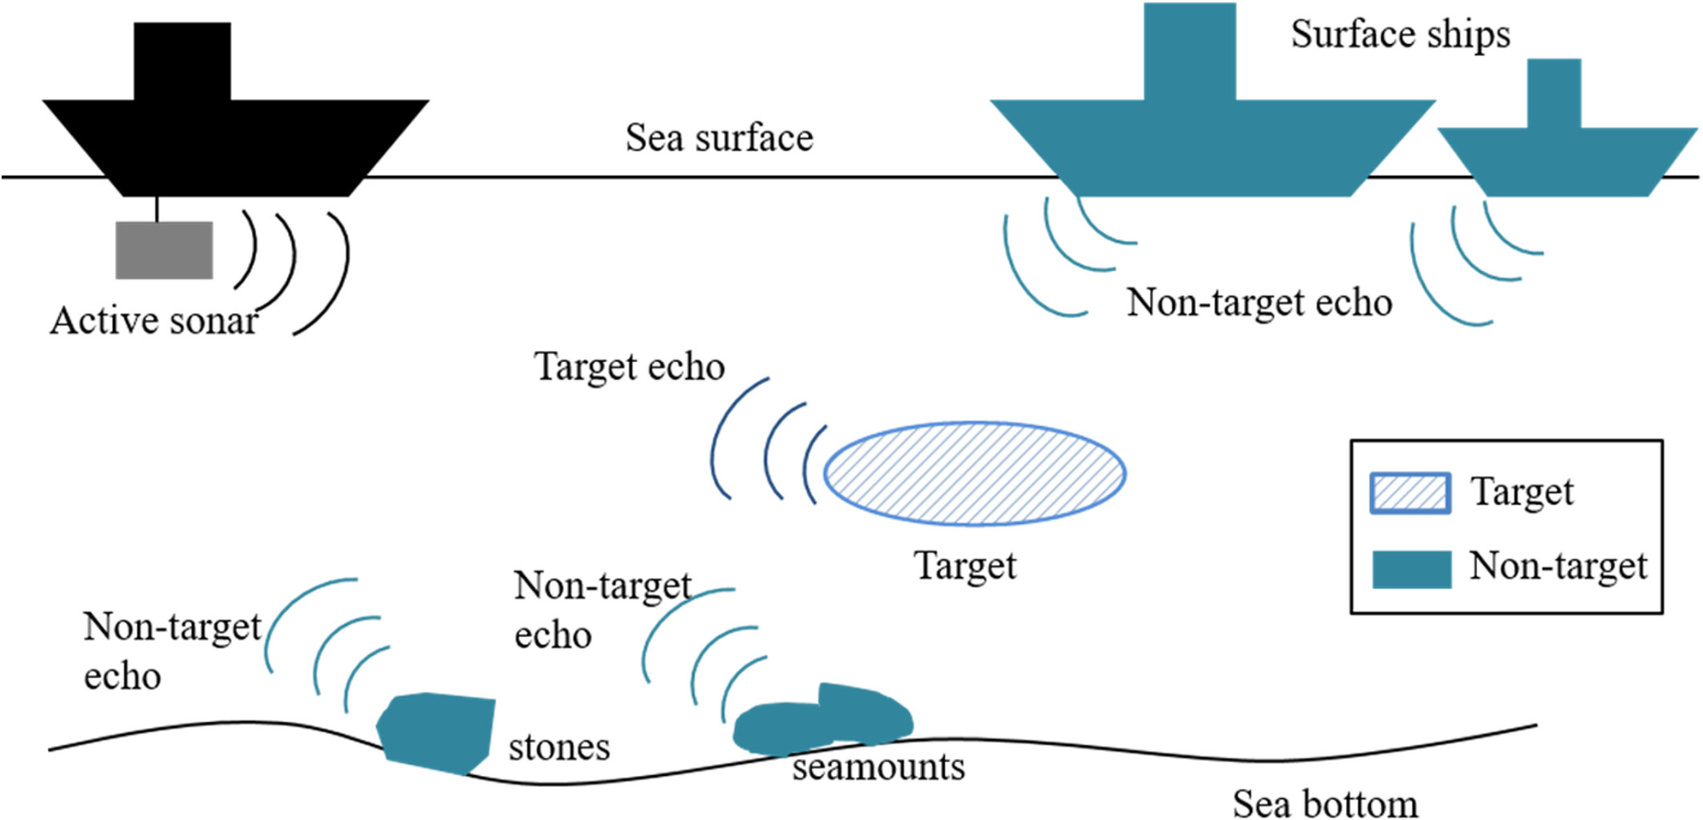 Surface ships
Sea surface
Active sonar
Non-target echo
Target echo
Target
Target
Non-target
Non-target
echo
Non-target
echo
stones
seamounts
Sea bottom